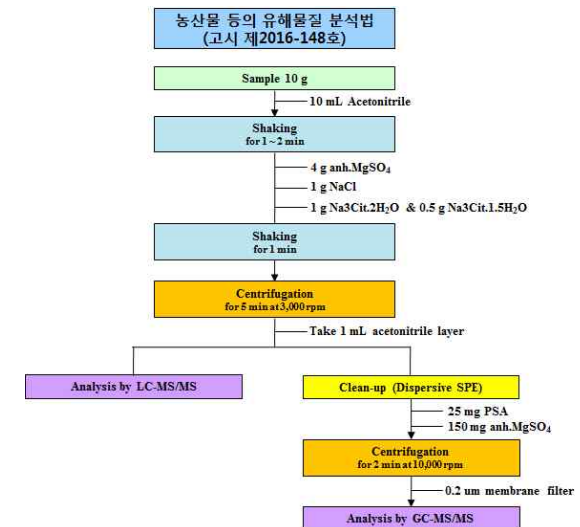 농산물 등의 유해물질 분석법
(고시 제2016-148호)
Sample 10 g
10 mL Acetonitrile
Shaking
for 1 ~ 2 min
4 g anh.MgSO₄
1 g NaCl
1 g Na3Cit.2H₂O & 0.5 g Na3Cit.1.5H₂O
Shaking
for 1 min
Centrifugation
for 5 min at 3,000 rpm
Take 1 mL acetonitrile layer
Analysis by LC-MS/MS
Clean-up (Dispersive SPE)
25 mg PSA
150 mg anh.MgSO₄
Centrifugation
for 2 min at 10,000 rpm
0.2 um membrane filter
Analysis by GC-MS/MS